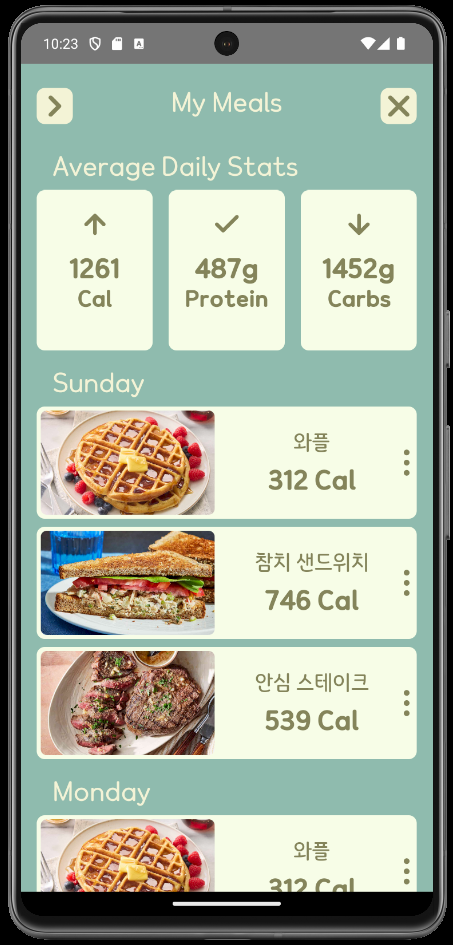 10:23
My Meals
Average Daily Stats
1261
Cal
487g
Protein
1452g
Carbs
Sunday
와플
312 Cal
참치 샌드위치
746 Cal
안심 스테이크
539 Cal
Monday
와플
312 Cal